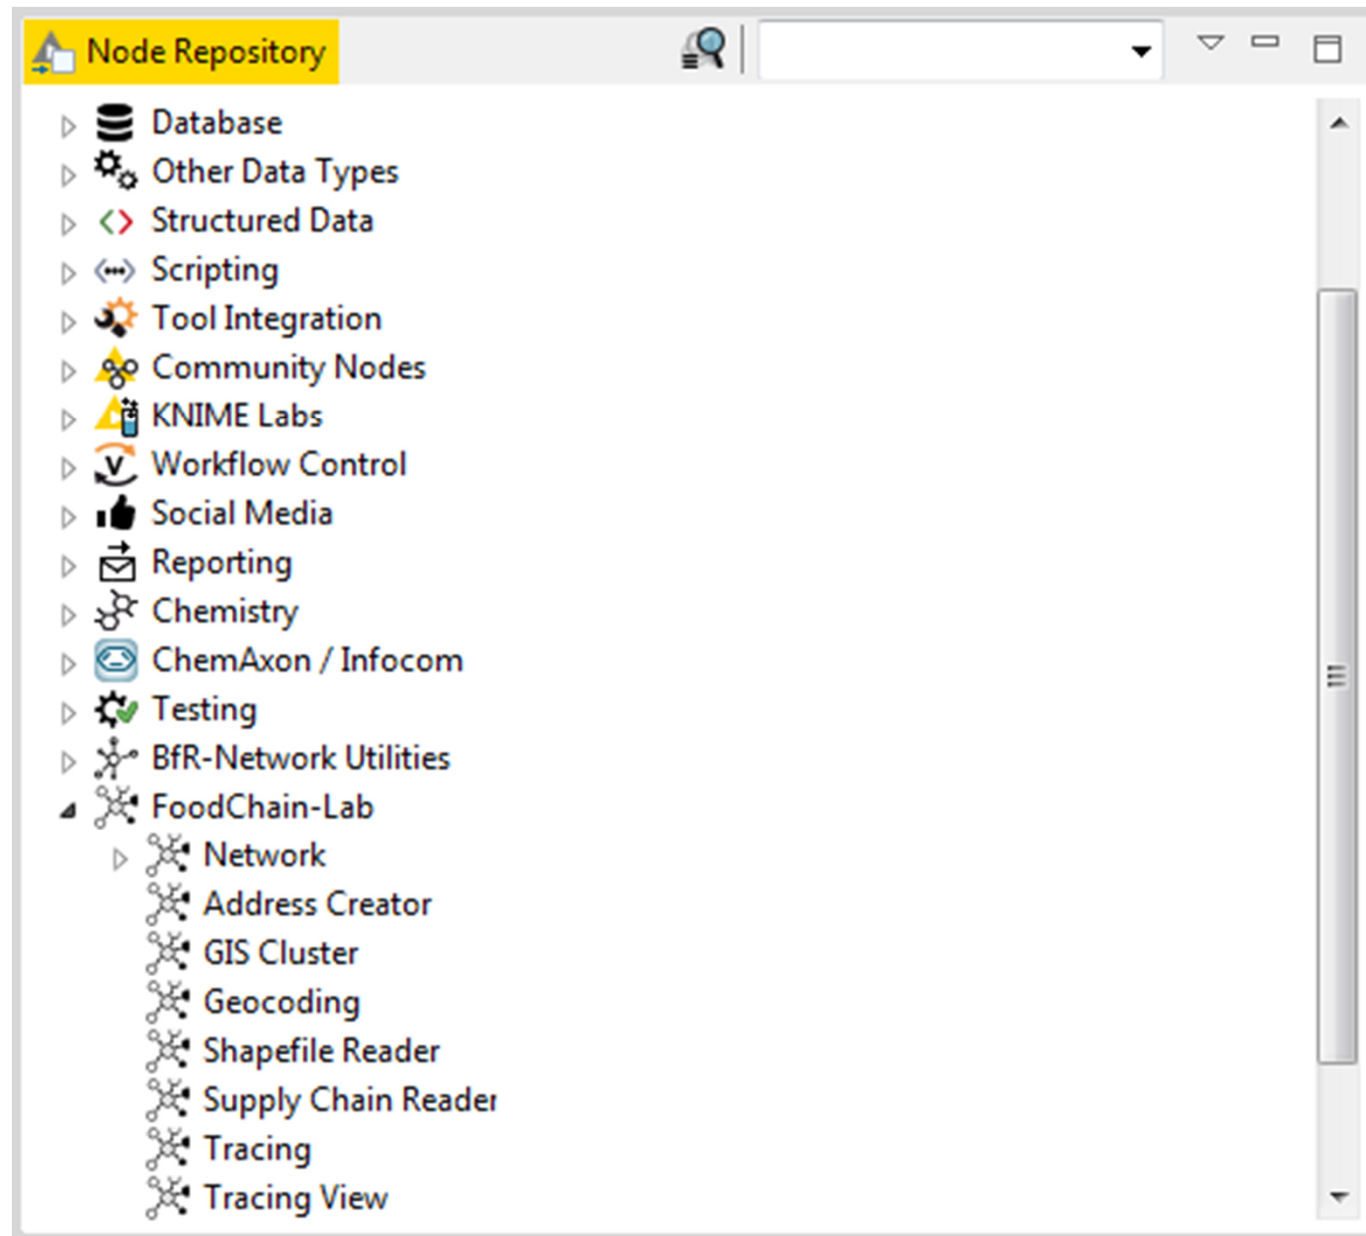 Node Repository
Database
Other Data Types
Structured Data
Scripting
Tool Integration
Community Nodes
KNIME Labs
Workflow Control
Social Media
Reporting
Chemistry
ChemAxon / Infocom
Testing
BfR-Network Utilities
FoodChain-Lab
Network
Address Creator
GIS Cluster
Geocoding
Shapefile Reader
Supply Chain Reader
Tracing
Tracing View